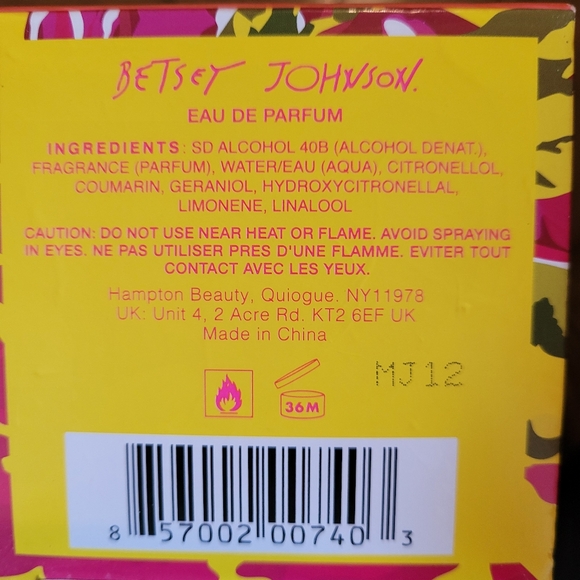 BETSEY JOHNSON.
EAU DE PARFUM
INGREDIENTS: SD ALCOHOL 40B (ALCOHOL DENAT.),
FRAGRANCE (PARFUM), WATER/EAU (AQUA), CITRONELLOL,
COUMARIN, GERANIOL, HYDROXYCITRONELLAL,
LIMONENE, LINALOOL
CAUTION: DO NOT USE NEAR HEAT OR FLAME. AVOID SPRAYING
IN EYES. NE PAS UTILISER PRES D'UNE FLAMME. EVITER TOUT
CONTACT AVEC LES YEUX.
Hampton Beauty, Quiogue. NY11978
UK: Unit 4, 2 Acre Rd. KT2 6EF UK
Made in China
MJ12
36M
8 57002 00740 3